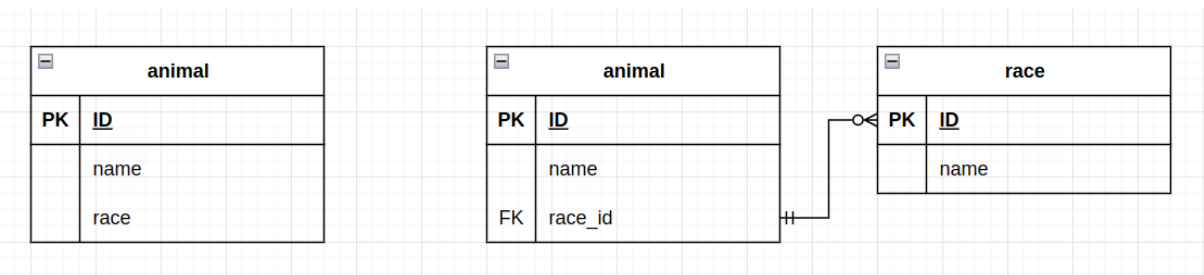 animal
PK ID
name
race
animal
PK ID
name
FK race_id
race
PK ID
name